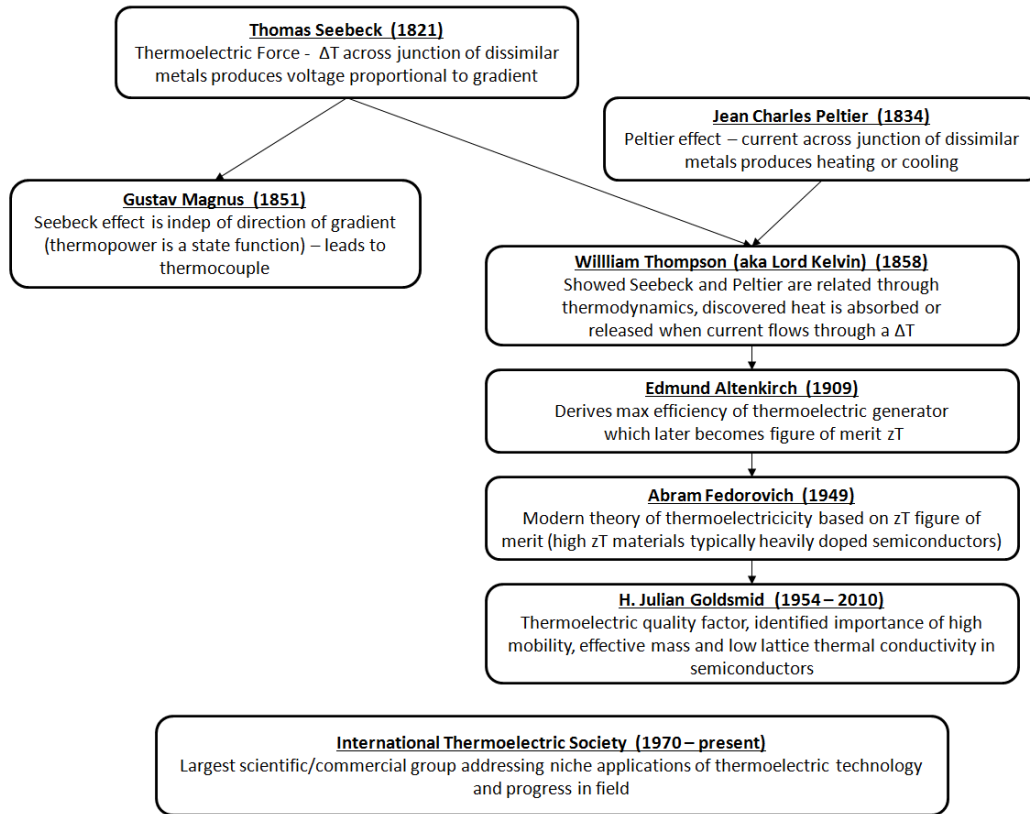 Thomas Seebeck (1821)
Thermoelectric Force - ΔT across junction of dissimilar
metals produces voltage proportional to gradient
Jean Charles Peltier (1834)
Peltier effect – current across junction of dissimilar
metals produces heating or cooling
Gustav Magnus (1851)
Seebeck effect is indep of direction of gradient
(thermopower is a state function) – leads to
thermocouple
Willliam Thompson (aka Lord Kelvin) (1858)
Showed Seebeck and Peltier are related through
thermodynamics, discovered heat is absorbed or
released when current flows through a ΔT
Edmund Altenkirch (1909)
Derives max efficiency of thermoelectric generator
which later becomes figure of merit zT
Abram Fedorovich (1949)
Modern theory of thermoelectricicity based on zT figure of
merit (high zT materials typically heavily doped semiconductors)
H. Julian Goldsmid (1954 – 2010)
Thermoelectric quality factor, identified importance of high
mobility, effective mass and low lattice thermal conductivity in
semiconductors
International Thermoelectric Society (1970 – present)
Largest scientific/commercial group addressing niche applications of thermoelectric technology
and progress in field